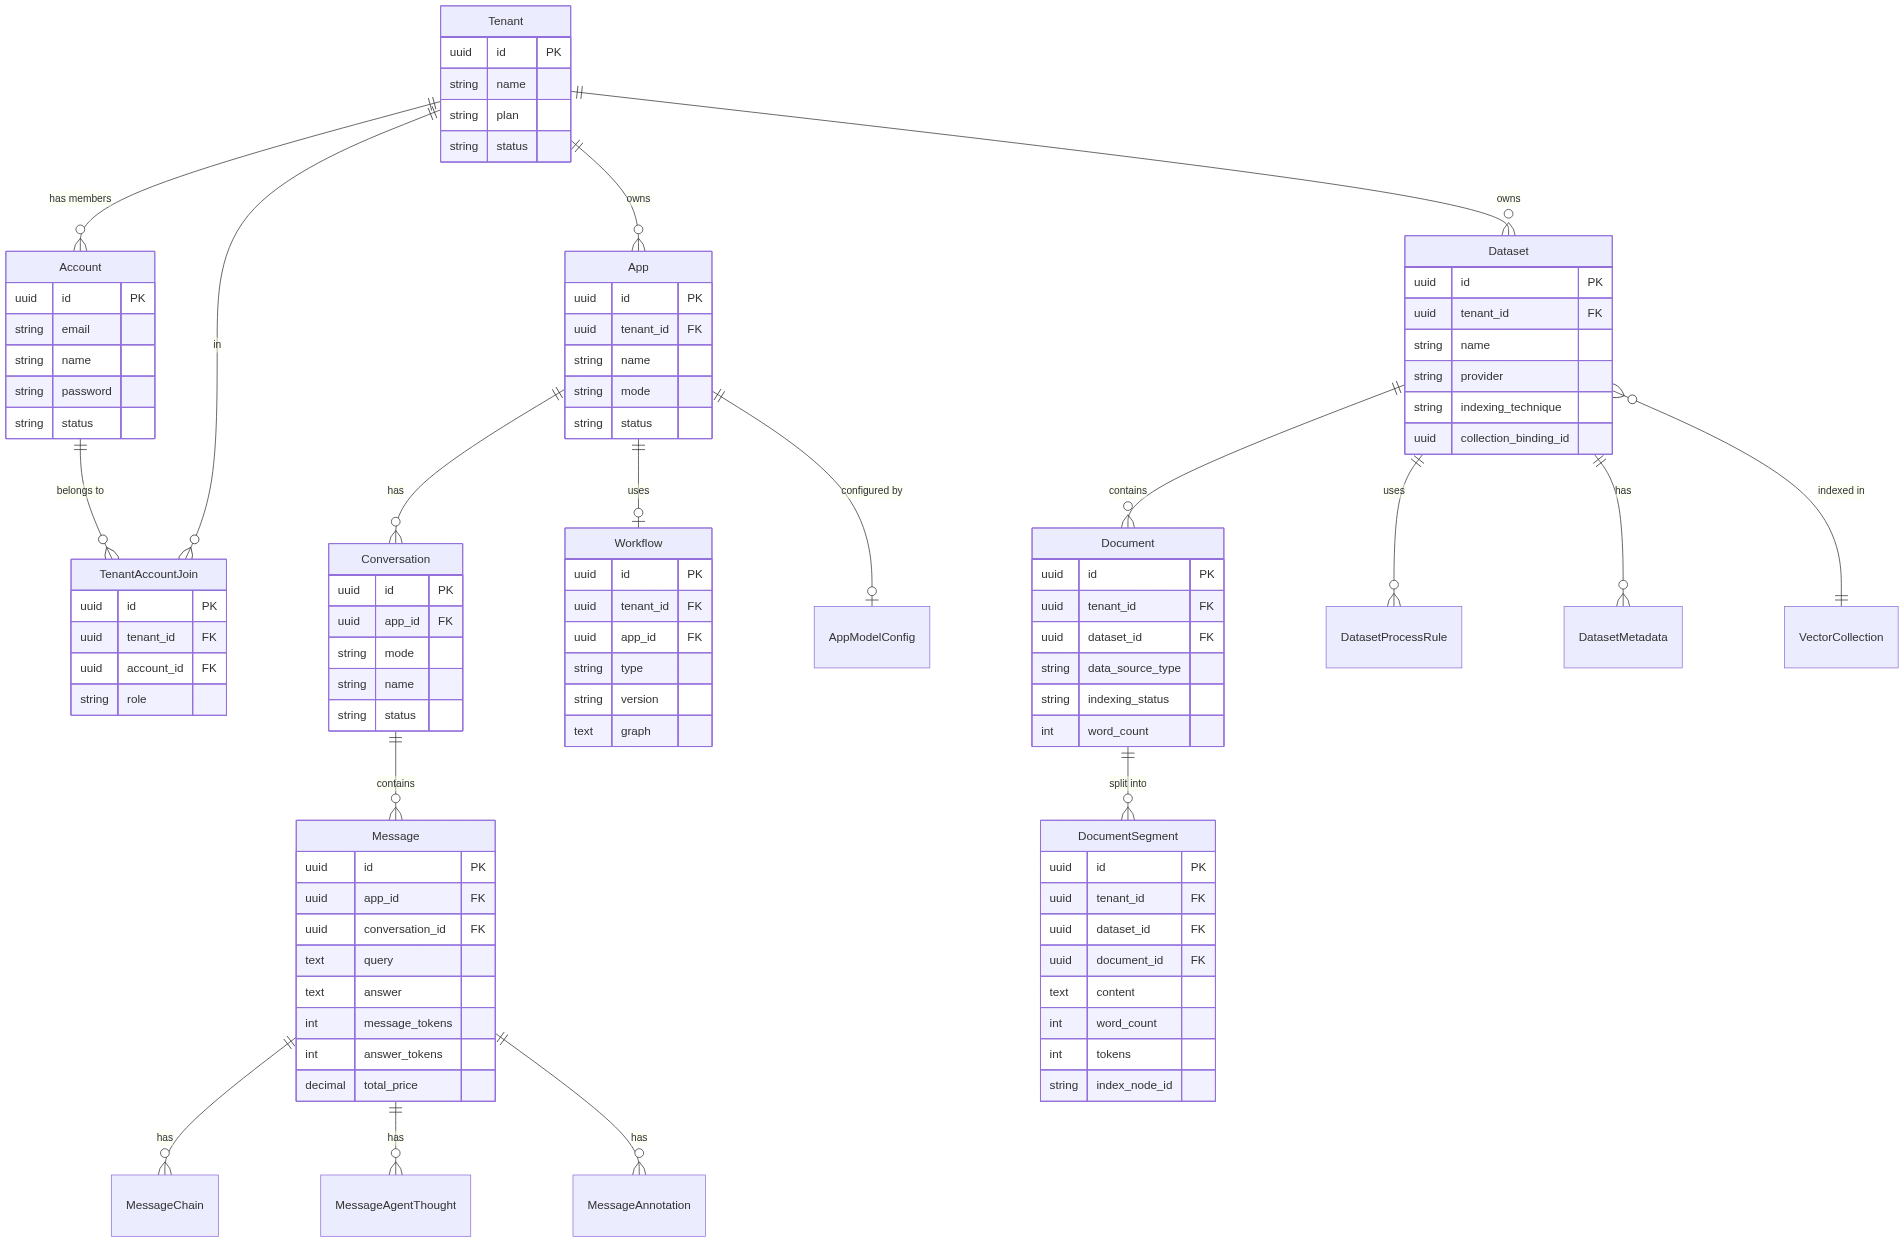 Tenant
uuid id PK
string name
string plan
string status
has members
owns
owns
Account
uuid id PK
string email
string name
string password
string status
in
App
uuid id PK
uuid tenant_id FK
string name
string mode
string status
Dataset
uuid id PK
uuid tenant_id FK
string name
string provider
string indexing_technique
uuid collection_binding_id
belongs to
has
uses
configured by
contains
uses
has
indexed in
TenantAccountJoin
uuid id PK
uuid tenant_id FK
uuid account_id FK
string role
Conversation
uuid id PK
uuid app_id FK
string mode
string name
string status
Workflow
uuid id PK
uuid tenant_id FK
uuid app_id FK
string type
string version
text graph
AppModelConfig
Document
uuid id PK
uuid tenant_id FK
uuid dataset_id FK
string data_source_type
string indexing_status
int word_count
DatasetProcessRule
DatasetMetadata
VectorCollection
contains
split into
Message
uuid id PK
uuid app_id FK
uuid conversation_id FK
text query
text answer
int message_tokens
int answer_tokens
decimal total_price
DocumentSegment
uuid id PK
uuid tenant_id FK
uuid dataset_id FK
uuid document_id FK
text content
int word_count
int tokens
string index_node_id
has
has
has
MessageChain
MessageAgentThought
MessageAnnotation